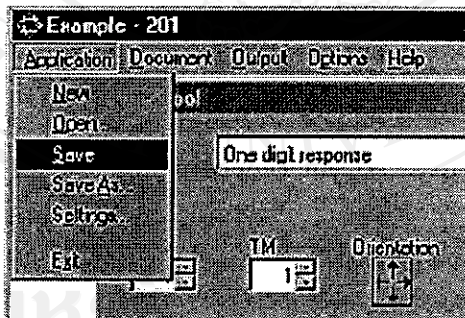 Example - 201
Application Document Output Options Help
New
Open...
Save
One digit response
Save As...
Settings...
Exit
TM
Orientation
1